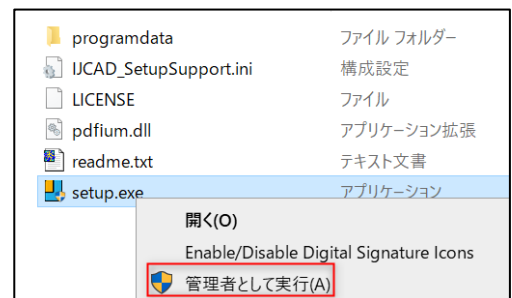 programdata ファイル フォルダー
IJCAD_SetupSupport.ini 構成設定
LICENSE ファイル
pdfium.dll アプリケーション拡張
readme.txt テキスト文書
setup.exe アプリケーション
開く(O)
Enable/Disable Digital Signature Icons
管理者として実行(A)